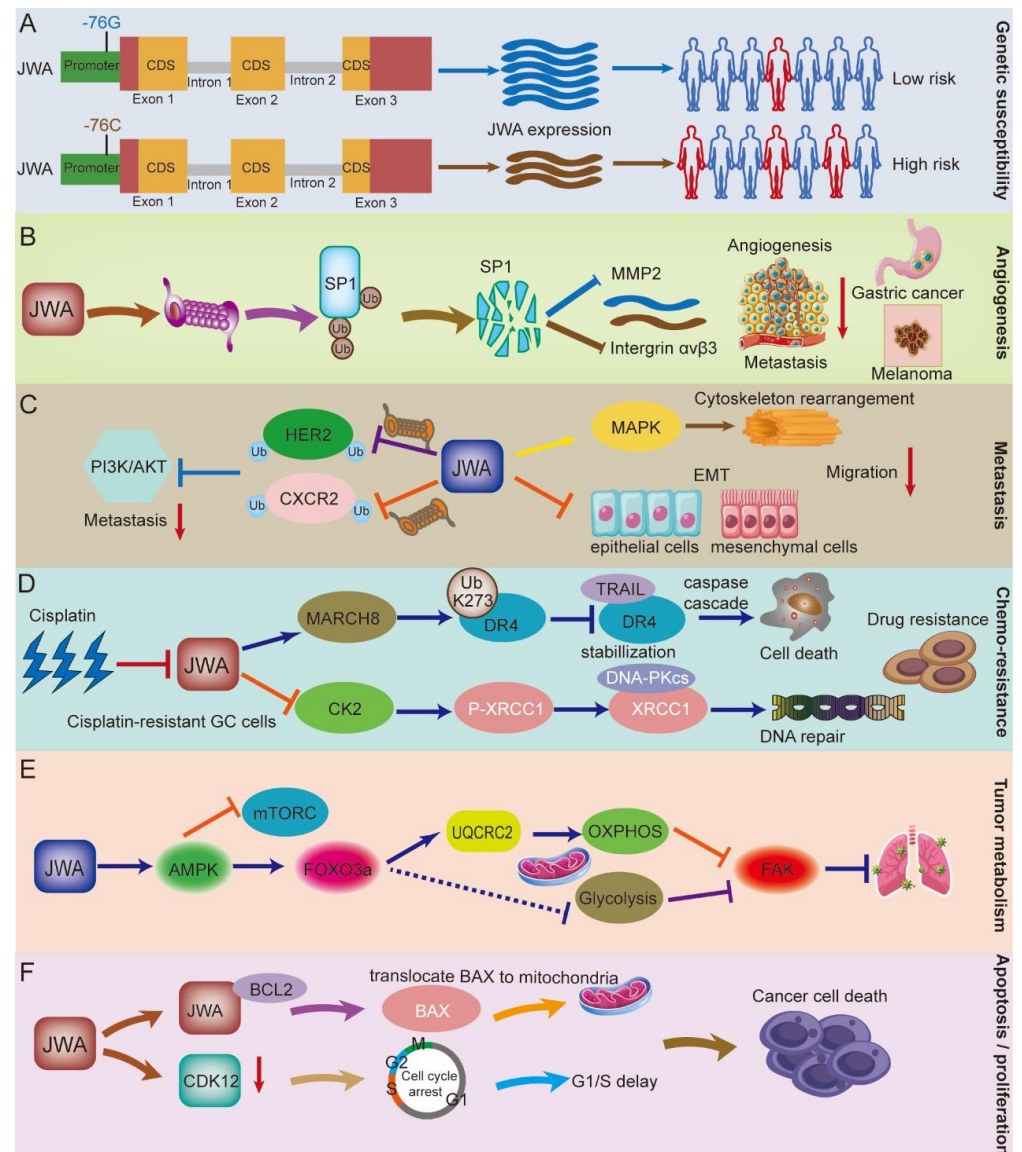 A
Genetic susceptibility
-76G
JWA
Promoter
CDS
CDS
CDS
Intron 1
Intron 2
Exon 1
Exon 2
Exon 3
Low risk
JWA expression
-76C
JWA
Promoter
CDS
CDS
CDS
Intron 1
Intron 2
Exon 1
Exon 2
Exon 3
High risk
B
Angiogenesis
JWA
SP1
Ub
Ub
Ub
SP1
MMP2
Intergrin αvβ3
Angiogenesis
Metastasis
Gastric cancer
Melanoma
C
Metastasis
PI3K/AKT
Metastasis
HER2
Ub
Ub
CXCR2
Ub
Ub
JWA
MAPK
Cytoskeleton rearrangement
EMT
Migration
epithelial cells
mesenchymal cells
D
Chemo-resistance
Cisplatin
JWA
Cisplatin-resistant GC cells
MARCH8
Ub
K273
DR4
TRAIL
DR4
stabillization
caspase
cascade
Cell death
Drug resistance
CK2
P-XRCC1
DNA-PKcs
XRCC1
DNA repair
E
Tumor metabolism
JWA
AMPK
mTORC
FOXO3a
UQCRC2
OXPHOS
Glycolysis
FAK
F
Apoptosis / proliferation
JWA
JWA
BCL2
translocate BAX to mitochondria
BAX
CDK12
M
G2
S
G1
Cell cycle
arrest
G1/S delay
Cancer cell death